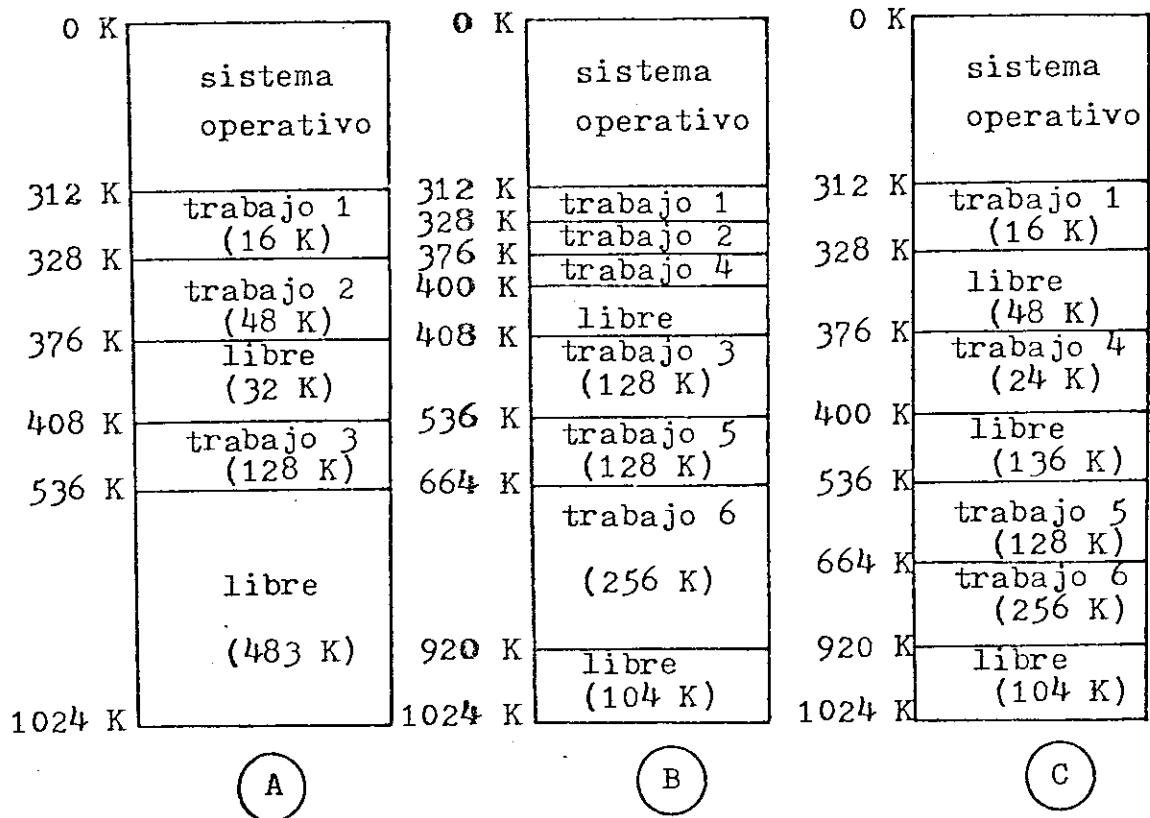 0 K
sistema
operativo
312 K
trabajo 1
(16 K)
328 K
trabajo 2
(48 K)
376 K
libre
(32 K)
408 K
trabajo 3
(128 K)
536 K
libre
(483 K)
1024 K
A
0 K
sistema
operativo
312 K
trabajo 1
328 K
trabajo 2
376 K
trabajo 4
400 K
libre
408 K
trabajo 3
(128 K)
536 K
trabajo 5
(128 K)
664 K
trabajo 6
(256 K)
920 K
libre
(104 K)
1024 K
B
0 K
sistema
operativo
312 K
trabajo 1
(16 K)
328 K
libre
(48 K)
376 K
trabajo 4
(24 K)
400 K
libre
(136 K)
536 K
trabajo 5
(128 K)
664 K
trabajo 6
(256 K)
920 K
libre
(104 K)
1024 K
C